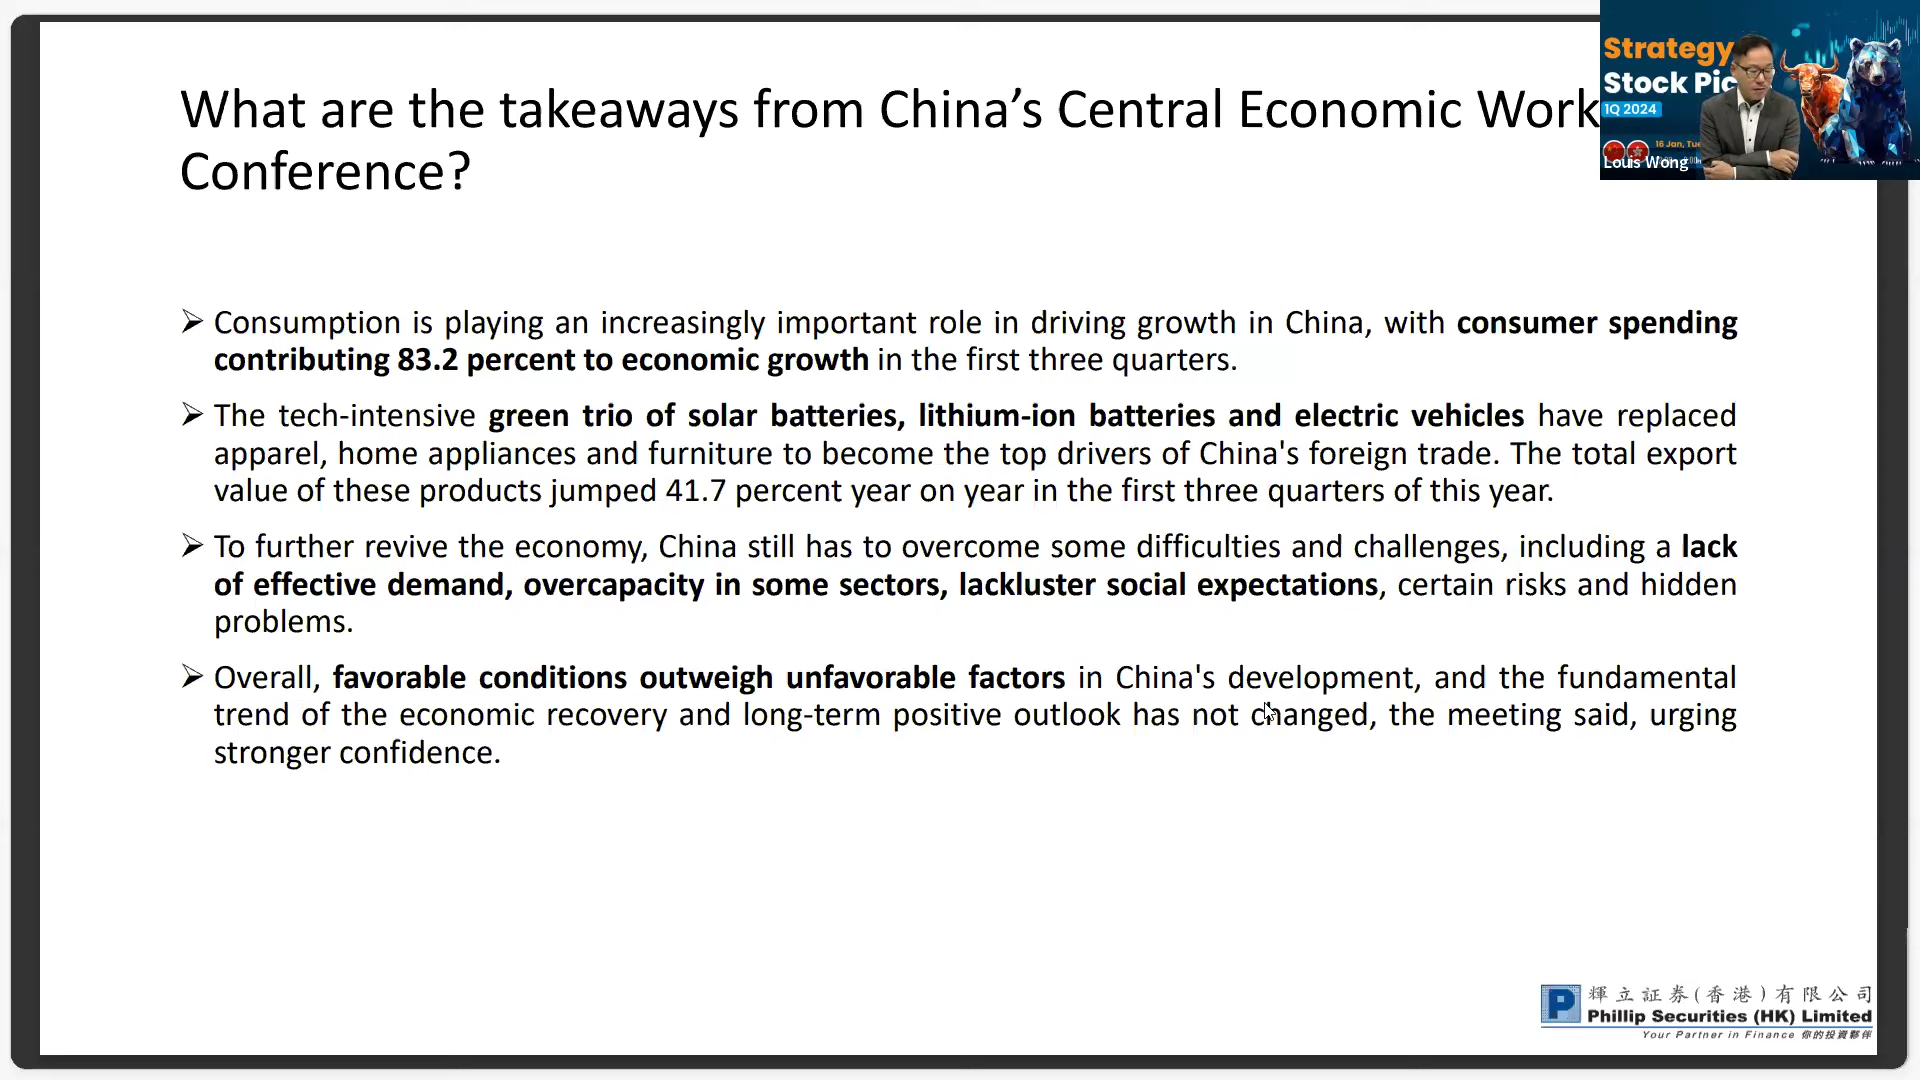 What are the takeaways from China’s Central Economic Work
Conference?
Strategy
Stock Pic
1Q 2024
16 Jan, Tue
Louis Wong
➢ Consumption is playing an increasingly important role in driving growth in China, with consumer spending
contributing 83.2 percent to economic growth in the first three quarters.
➢ The tech-intensive green trio of solar batteries, lithium-ion batteries and electric vehicles have replaced
apparel, home appliances and furniture to become the top drivers of China's foreign trade. The total export
value of these products jumped 41.7 percent year on year in the first three quarters of this year.
➢ To further revive the economy, China still has to overcome some difficulties and challenges, including a lack
of effective demand, overcapacity in some sectors, lackluster social expectations, certain risks and hidden
problems.
➢ Overall, favorable conditions outweigh unfavorable factors in China's development, and the fundamental
trend of the economic recovery and long-term positive outlook has not changed, the meeting said, urging
stronger confidence.
P
輝立証券(香港)有限公司
Phillip Securities (HK) Limited
Your Partner in Finance 你的投資夥伴